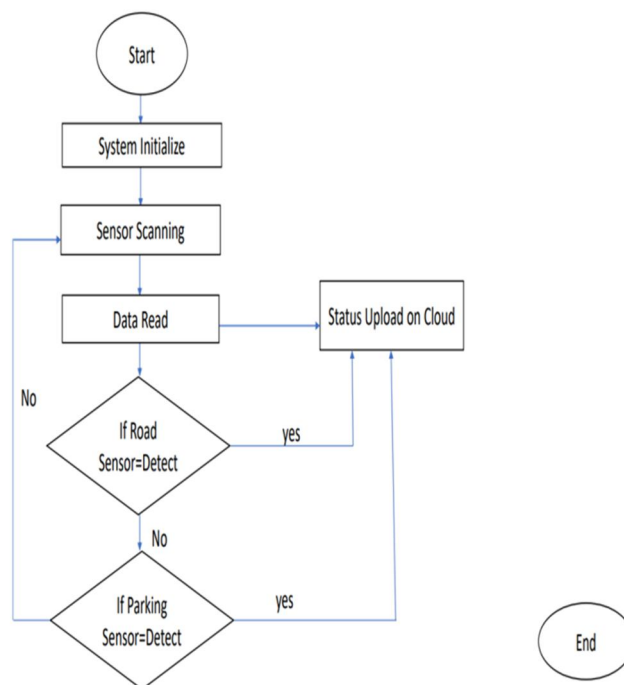 Start
System Initialize
Sensor Scanning
Data Read
Status Upload on Cloud
No
If Road
Sensor=Detect
yes
No
If Parking
Sensor=Detect
yes
End